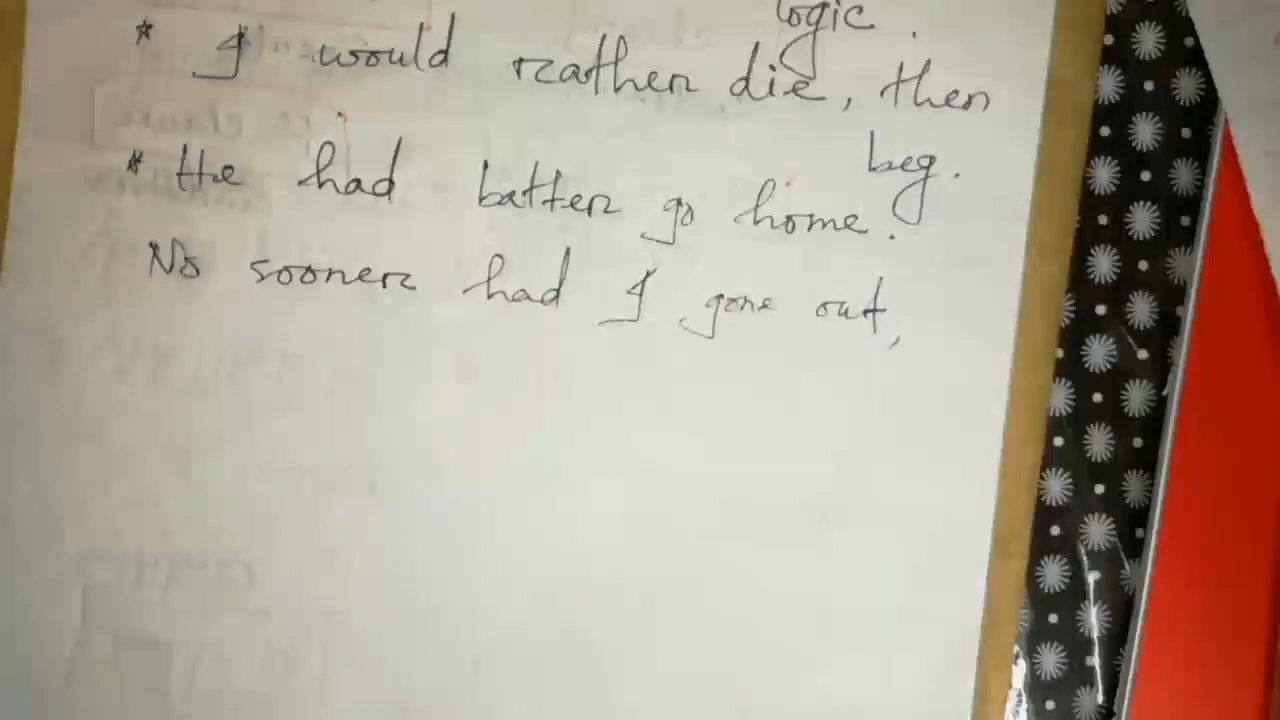 logic.
* I would rather die, then
beg.
* He had batter go home.
No sooner had I gone out,